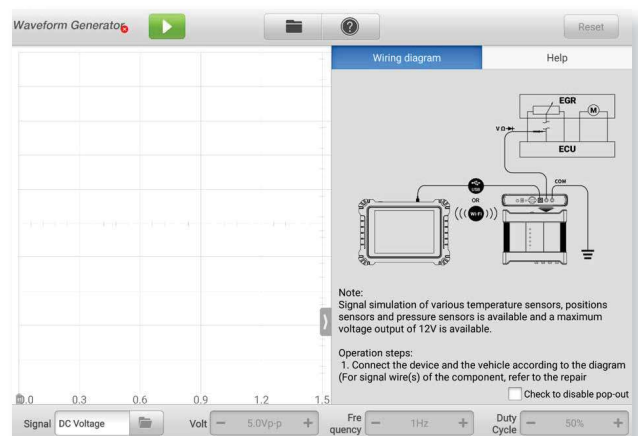 Waveform Generator
Reset
Wiring diagram
Help
EGR
M
V Ω
ECU
USB
COM
OR
Wi-Fi
Note:
Signal simulation of various temperature sensors, positions
sensors and pressure sensors is available and a maximum
voltage output of 12V is available.
Operation steps:
1. Connect the device and the vehicle according to the diagram
(For signal wire(s) of the component, refer to the repair
Check to disable pop-out
0.0 0.3 0.6 0.9 1.2 1.5
Signal DC Voltage Volt - 5.0Vp-p + Fre
quency - 1Hz + Duty
Cycle - 50% +